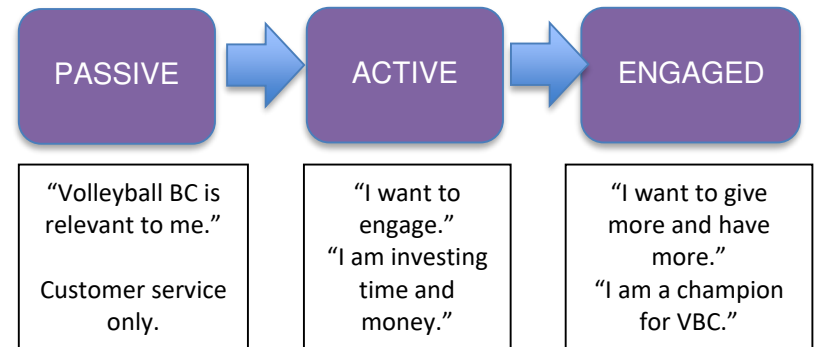 PASSIVE
ACTIVE
ENGAGED
“Volleyball BC is
relevant to me.”
Customer service
only.
“I want to
engage.”
“I am investing
time and
money.”
“I want to give
more and have
more.”
“I am a champion
for VBC.”